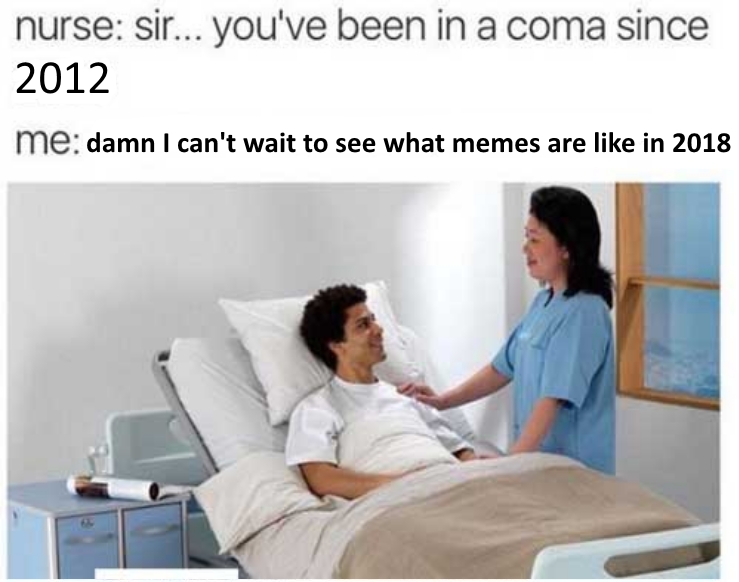 nurse: sir... you've been in a coma since
2012
me: damn I can't wait to see what memes are like in 2018